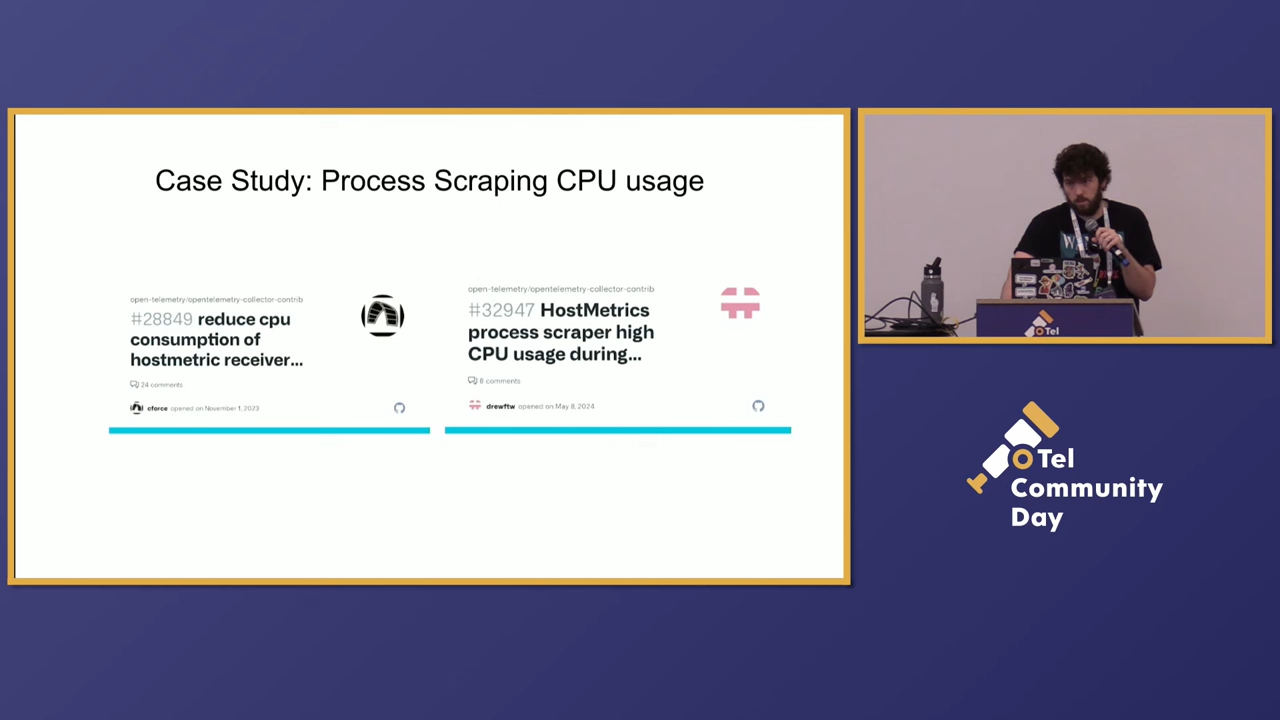 Case Study: Process Scraping CPU usage
open-telemetry/opentelemetry-collector-contrib
#28849 reduce cpu
consumption of
hostmetric receiver...
24 comments
cforce opened on November 1, 2023
open-telemetry/opentelemetry-collector-contrib
#32947 HostMetrics
process scraper high
CPU usage during...
8 comments
drewftw opened on May 8, 2024
OTel
OTel
Community
Day